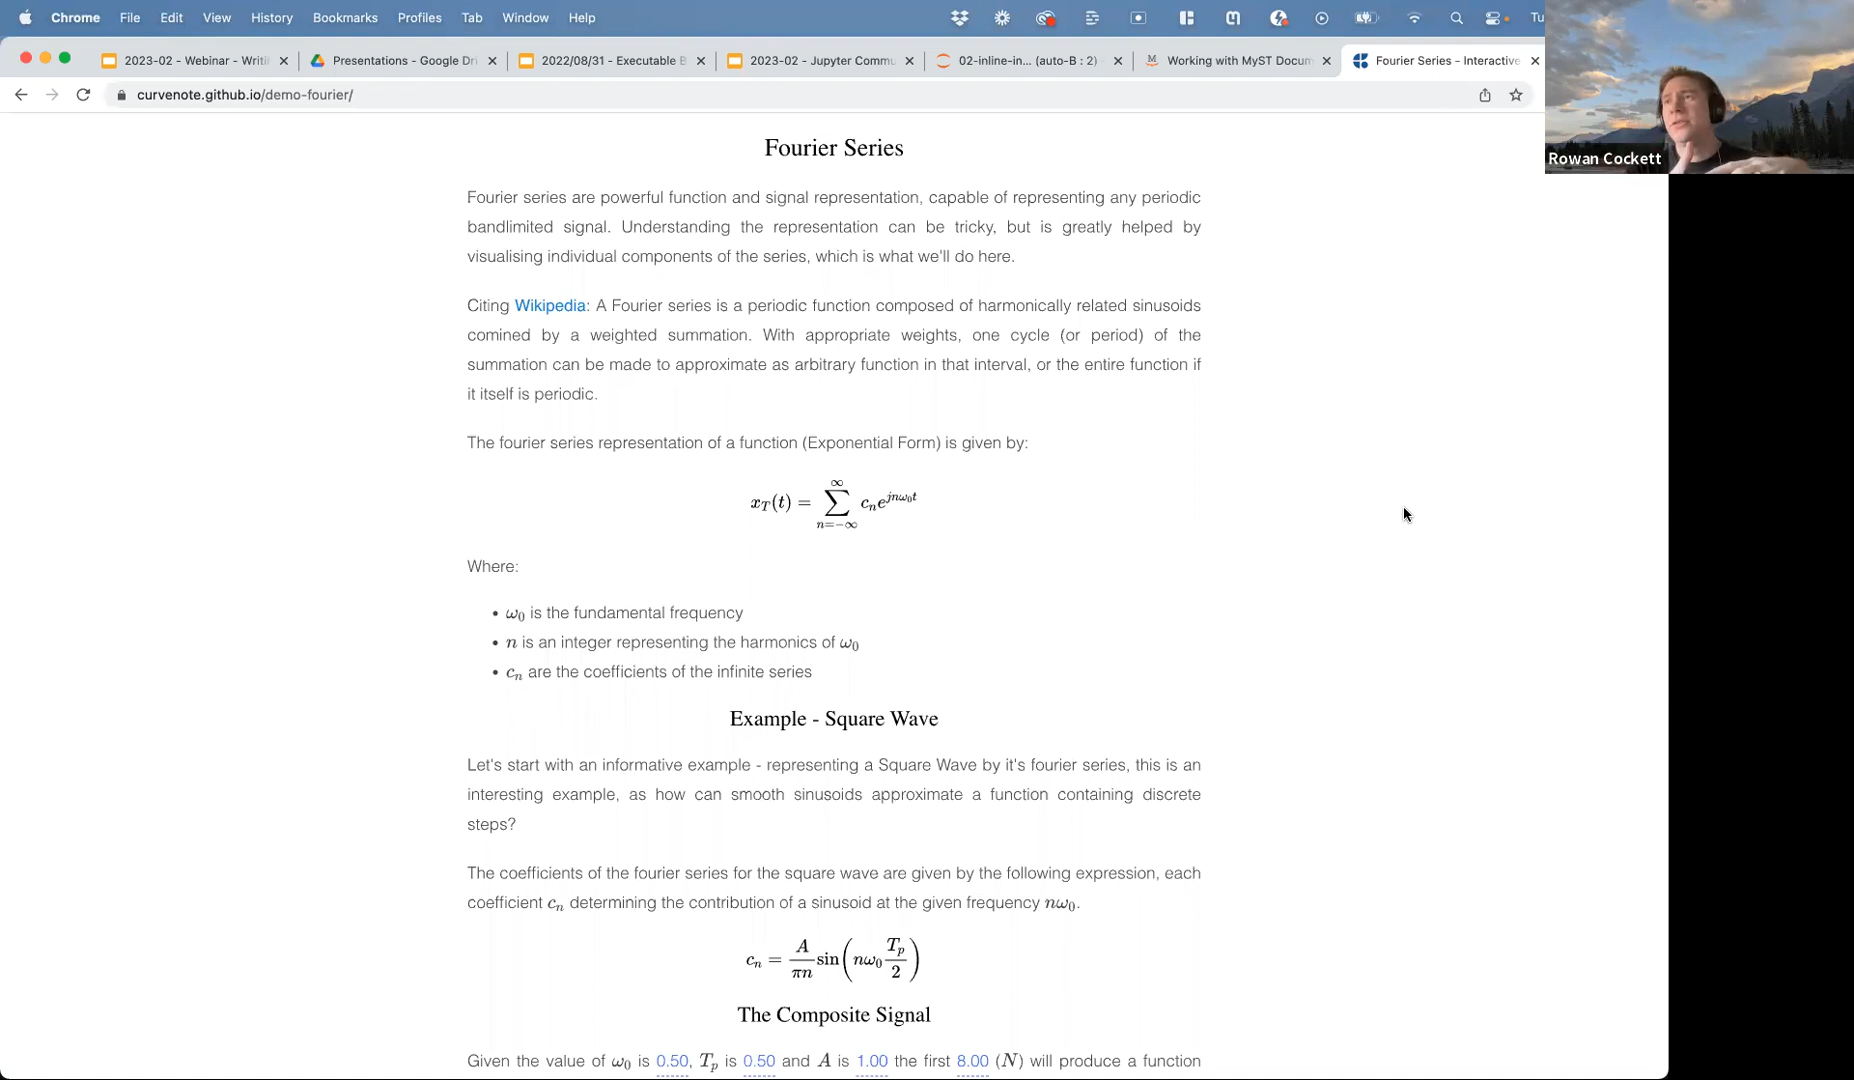 Chrome File Edit View History Bookmarks Profiles Tab Window Help Tu
2023-02 - Webinar - Writi Presentations - Google Dri 2022/08/31 - Executable B 2023-02 - Jupyter Commu 02-inline-in... (auto-B : 2) Working with MyST Docum Fourier Series - Interactive
curvenote.github.io/demo-fourier/
Rowan Cockett
Fourier Series
Fourier series are powerful function and signal representation, capable of representing any periodic
bandlimited signal. Understanding the representation can be tricky, but is greatly helped by
visualising individual components of the series, which is what we'll do here.
Citing Wikipedia: A Fourier series is a periodic function composed of harmonically related sinusoids
comined by a weighted summation. With appropriate weights, one cycle (or period) of the
summation can be made to approximate as arbitrary function in that interval, or the entire function if
it itself is periodic.
The fourier series representation of a function (Exponential Form) is given by:
x_T(t) = ∑_{n=−∞}^{∞} c_n e^{jnω₀t}
Where:
• ω₀ is the fundamental frequency
• n is an integer representing the harmonics of ω₀
• c_n are the coefficients of the infinite series
Example - Square Wave
Let's start with an informative example - representing a Square Wave by it's fourier series, this is an
interesting example, as how can smooth sinusoids approximate a function containing discrete
steps?
The coefficients of the fourier series for the square wave are given by the following expression, each
coefficient c_n determining the contribution of a sinusoid at the given frequency nω₀.
c_n = A/πn sin(nω₀ T_p/2)
The Composite Signal
Given the value of ω₀ is 0.50, T_p is 0.50 and A is 1.00 the first 8.00 (N) will produce a function